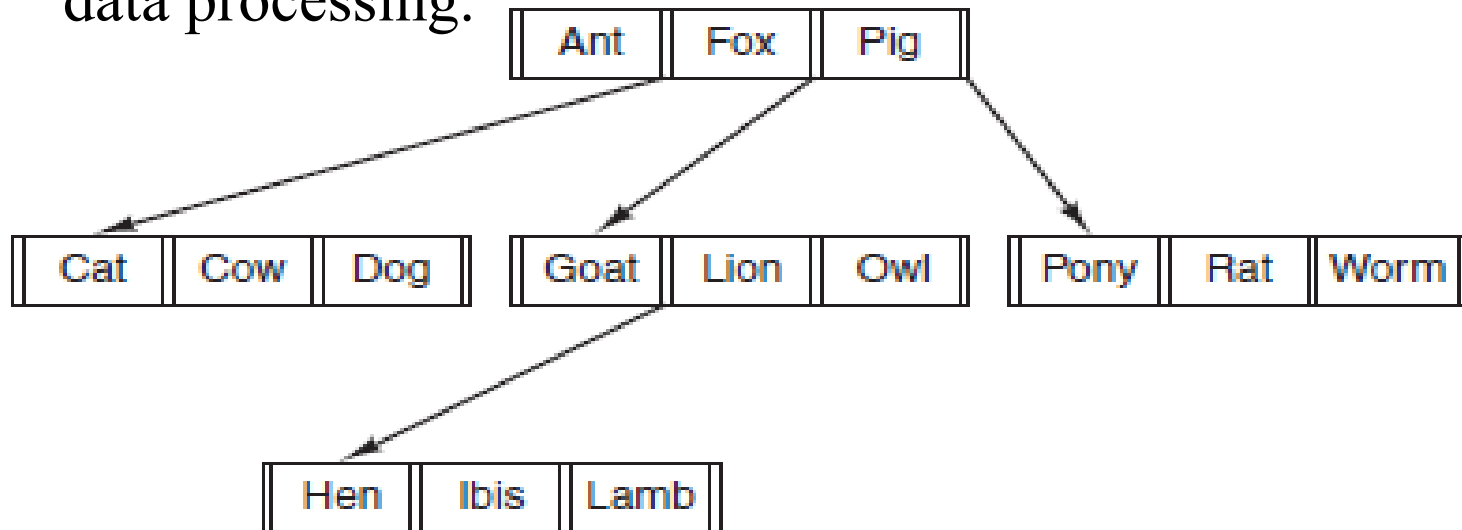 data processing.
Ant Fox Pig
Cat Cow Dog Goat Lion Owl Pony Rat Worm
Hen Ibis Lamb